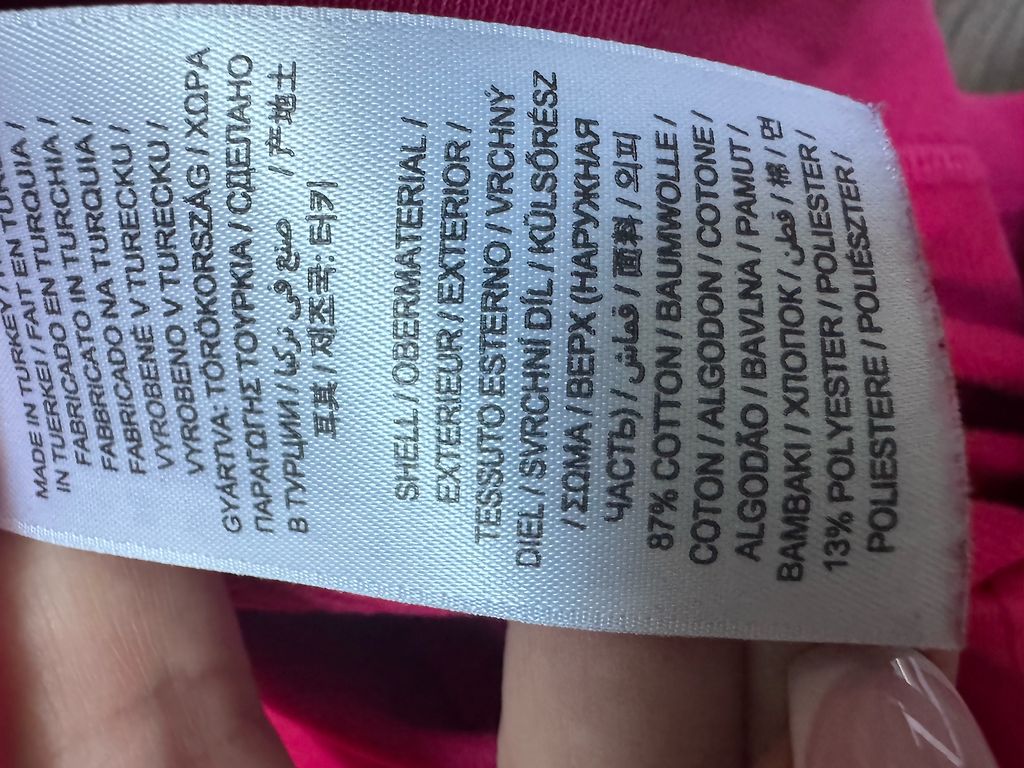 MADE IN TURKEY /
IN TUERKEI / FAIT EN TURQUIA /
FABRICADO EN TURQUIA /
FABBRICATO IN TURCHIA /
FABRICADO NA TURQUIA /
VYROBENÉ V TURECKU /
VYROBENO V TURECKU /
GYÁRTVA: TÖRÖKORSZÁG / ΧΩΡΑ
ΠΑΡΑΓΩΓΗΣ ΤΟΥΡΚΙΑ / СДЕЛАНО
В ТУРЦИИ / صنع في تركيا / 产地土
耳其 / 제조국: 터키
SHELL / OBERMATERIAL /
EXTERIEUR / EXTERIOR /
TESSUTO ESTERNO / VRCHNÝ
DIEL / SVRCHNÍ DÍL / KÜLSŐRÉSZ
/ ΣΩΜΑ / ВЕРХ (НАРУЖНАЯ
ЧАСТЬ) / قماش / 面料 / 외피
87% COTTON / BAUMWOLLE /
COTON / ALGODON / COTONE /
ALGODÃO / BAVLNA / PAMUT /
ΒΑΜΒΑΚΙ / ХЛОПОК / قطن / 棉 / 면
13% POLYESTER / POLIESTER /
POLIESTERE / POLIÉSZTER /